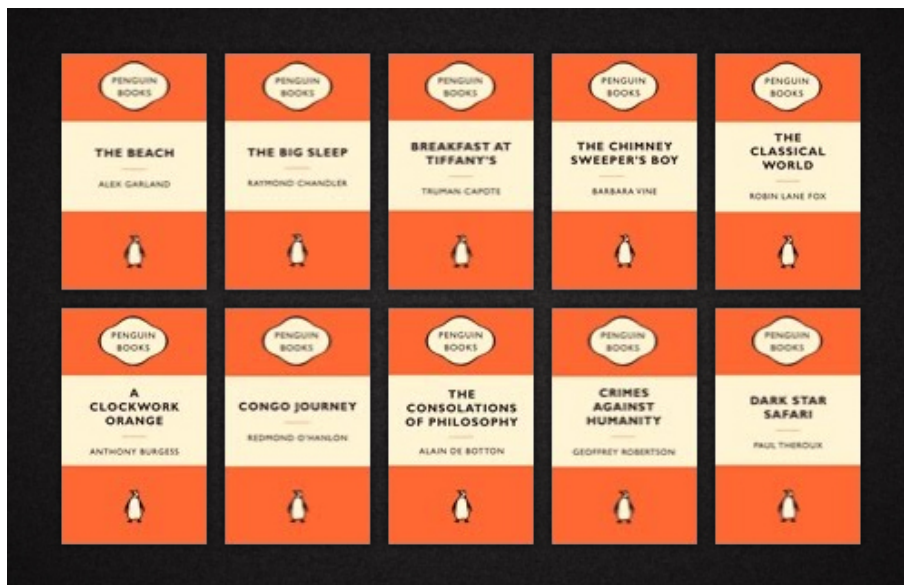 PENGUIN
BOOKS
THE BEACH
ALEX GARLAND
PENGUIN
BOOKS
THE BIG SLEEP
RAYMOND CHANDLER
PENGUIN
BOOKS
BREAKFAST AT
TIFFANY'S
TRUMAN CAPOTE
PENGUIN
BOOKS
THE CHIMNEY
SWEEPER'S BOY
BARBARA VINE
PENGUIN
BOOKS
THE
CLASSICAL
WORLD
ROBIN LANE FOX
PENGUIN
BOOKS
A
CLOCKWORK
ORANGE
ANTHONY BURGESS
PENGUIN
BOOKS
CONGO JOURNEY
REDMOND O'HANLON
PENGUIN
BOOKS
THE
CONSOLATIONS
OF PHILOSOPHY
ALAIN DE BOTTON
PENGUIN
BOOKS
CRIMES
AGAINST
HUMANITY
GEOFFREY ROBERTSON
PENGUIN
BOOKS
DARK STAR
SAFARI
PAUL THEROUX